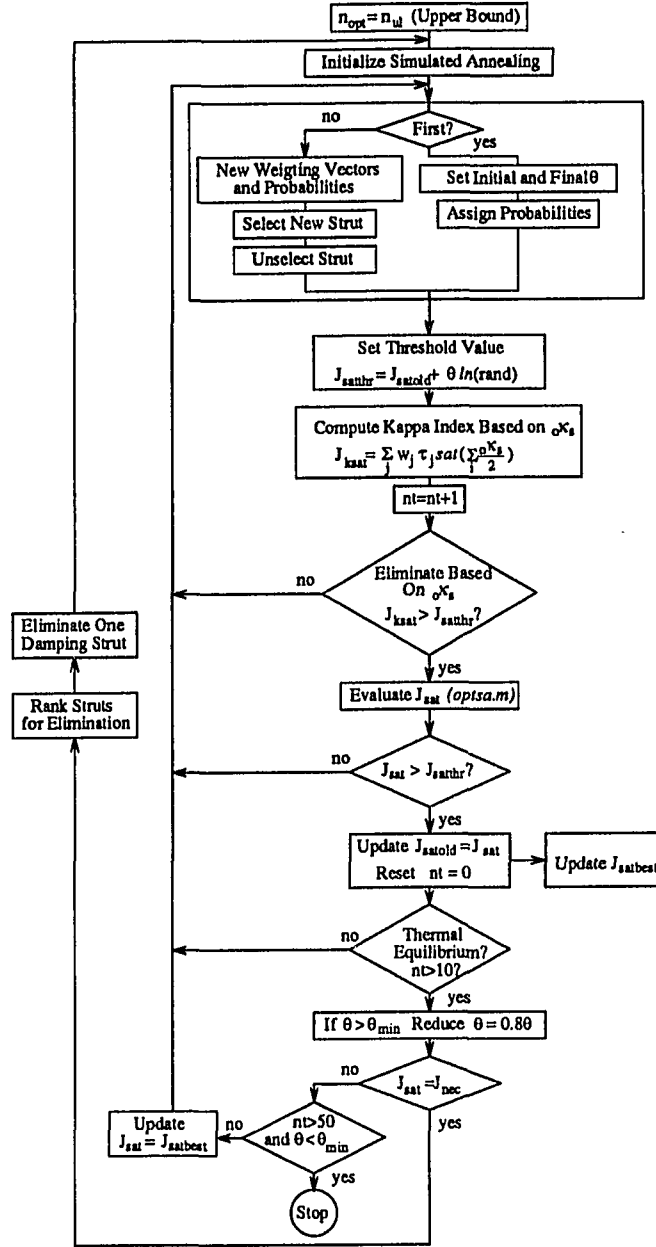 n_opt = n_ul (Upper Bound)
Initialize Simulated Annealing
First?
no
yes
New Weigting Vectors
and Probabilities
Select New Strut
Unselect Strut
Set Initial and Final θ
Assign Probabilities
Set Threshold Value
J_satthr = J_satold + θ ln(rand)
Compute Kappa Index Based on ₀κ_s
J_ksat = Σ_j w_j τ_j sat(Σ_i ₀κ_s/2)
nt=nt+1
no
Eliminate Based
On ₀κ_s
J_ksat > J_satthr?
yes
Eliminate One
Damping Strut
Rank Struts
for Elimination
Evaluate J_sat (optsa.m)
no
J_sat > J_satthr?
yes
Update J_satold = J_sat
Reset nt = 0
Update J_satbest
no
Thermal
Equilibrium?
nt>10?
yes
If θ > θ_min Reduce θ = 0.8θ
no
J_sat = J_nec
yes
Update
J_sat = J_satbest
no
nt>50
and θ < θ_min
yes
Stop